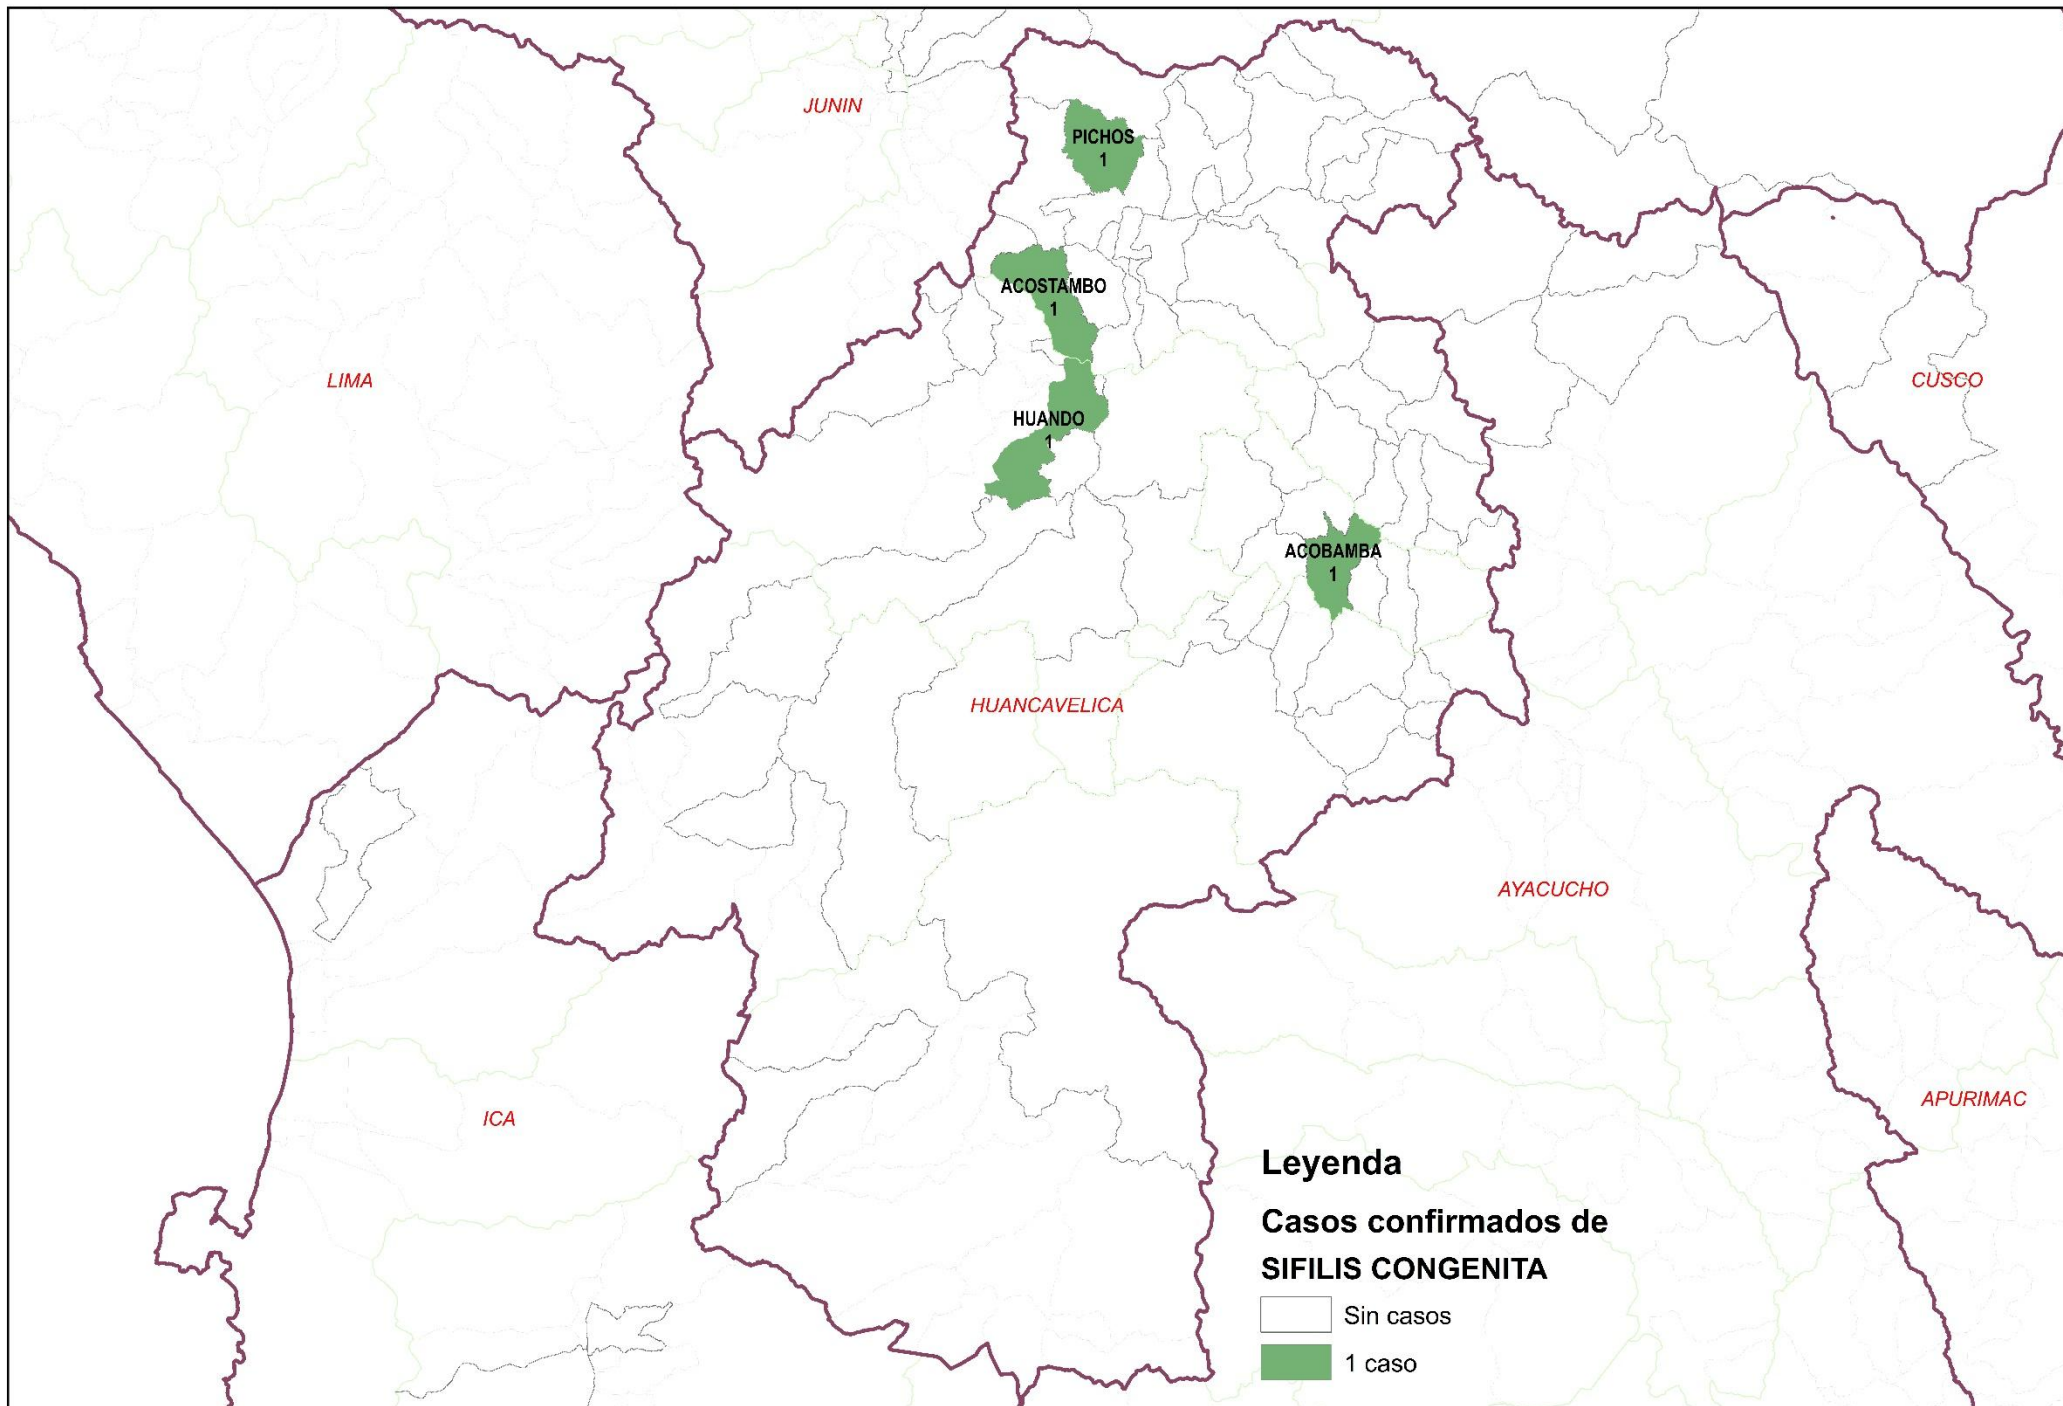 JUNIN
PICHOS
1
ACOSTAMBO
1
LIMA
CUSCO
HUANDO
1
ACOBAMBA
1
HUANCAVELICA
AYACUCHO
APURIMAC
ICA
Leyenda
Casos confirmados de
SIFILIS CONGENITA
Sin casos
1 caso